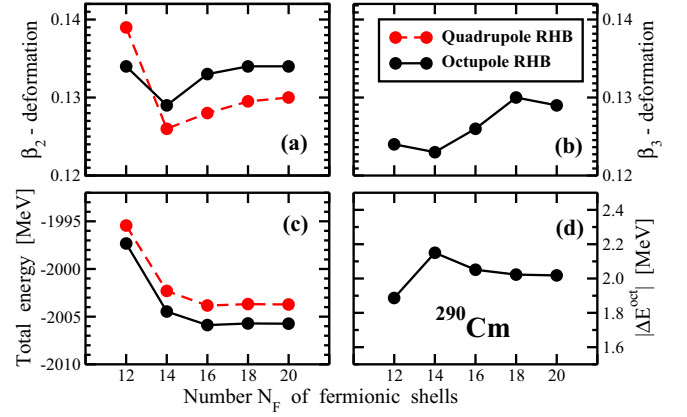 0.14
0.13
0.12
β2 - deformation
(a)
Quadrupole RHB
Octupole RHB
(b)
0.14
0.13
0.12
β3 - deformation
-1995
-2000
-2005
-2010
Total energy [MeV]
(c)
(d)
290Cm
2.4
2.2
2.0
1.8
1.6
|ΔE^oct| [MeV]
12 14 16 18 20
12 14 16 18 20
Number N_F of fermionic shells